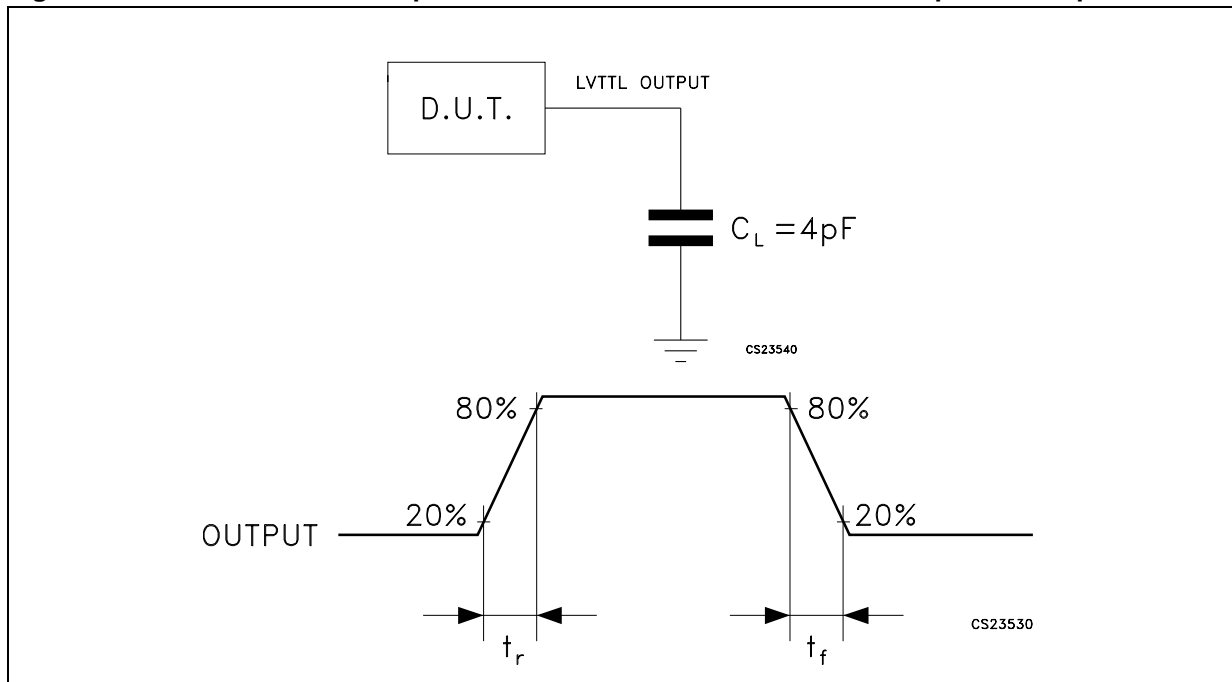 D.U.T.
LVTTL OUTPUT
C_L =4pF
CS23540
80%
80%
20%
20%
OUTPUT
CS23530
t_r
t_f